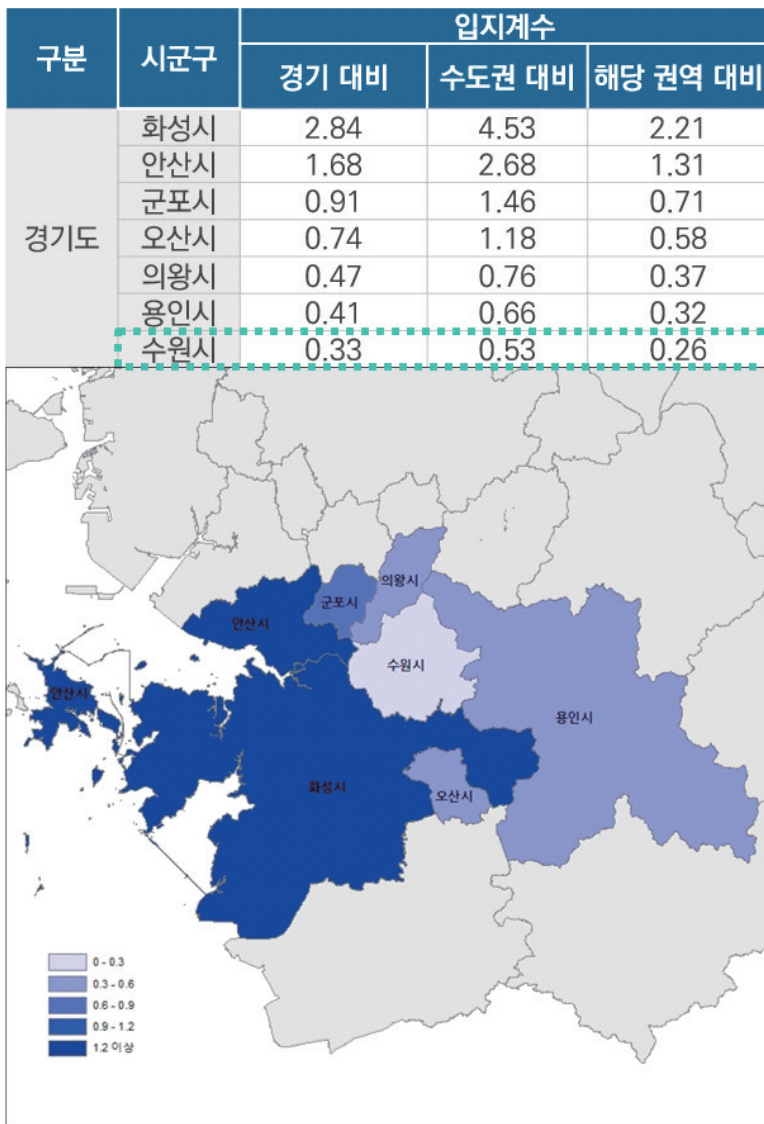 구분 시군구 입지계수
경기 대비 수도권 대비 해당 권역 대비
경기도 화성시 2.84 4.53 2.21
안산시 1.68 2.68 1.31
군포시 0.91 1.46 0.71
오산시 0.74 1.18 0.58
의왕시 0.47 0.76 0.37
용인시 0.41 0.66 0.32
수원시 0.33 0.53 0.26
의왕시
군포시
안산시
수원시
안산시
용인시
화성시
오산시
0 - 0.3
0.3 - 0.6
0.6 - 0.9
0.9 - 1.2
1.2 이상